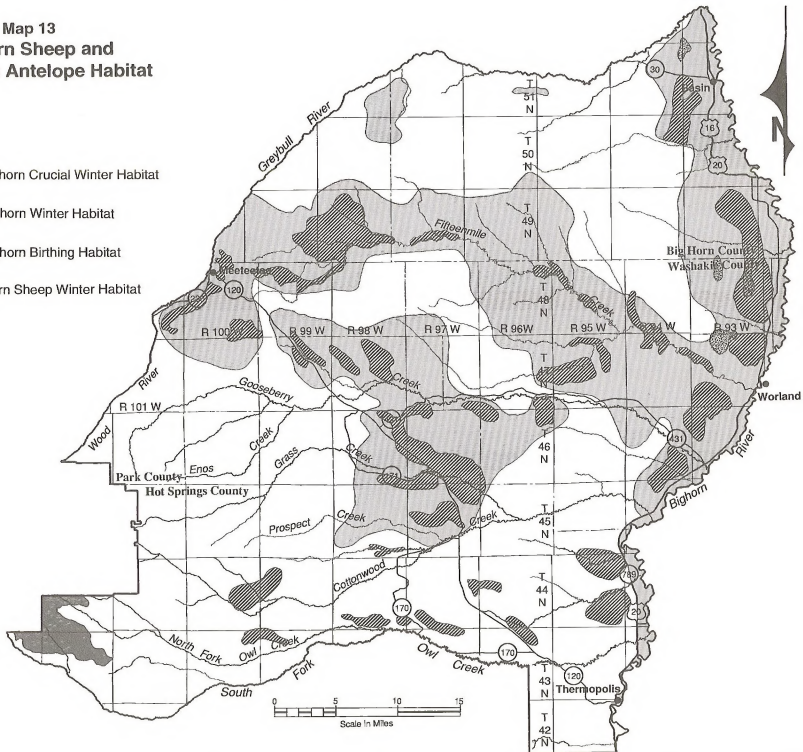 Map 13
rn Sheep and
Antelope Habitat
horn Crucial Winter Habitat
horn Winter Habitat
horn Birthing Habitat
rn Sheep Winter Habitat
Greybull River
T
51
N
30
Basin
16
20
N
T
50
N
T
49
N
Fifteenmile
Big Horn County
Washakie County
Meeteetse
120
T
48
N
Creek
R 100
R 99 W
R 98 W
R 97 W
R 96W
R 95 W
R 93 W
Creek
Worland
Wood River
R 101 W
Gooseberry
Creek
T
46
N
431
Bighorn River
Park County
Hot Springs County
Enos
Grass
Creek
Prospect
Creek
Creek
T
45
N
Cottonwood
T
44
N
789
20
170
North Fork
Owl Creek
South
Fork
Owl
Creek
170
T
43
N
120
Thermopolis
T
42
N
0
5
10
15
Scale in Miles